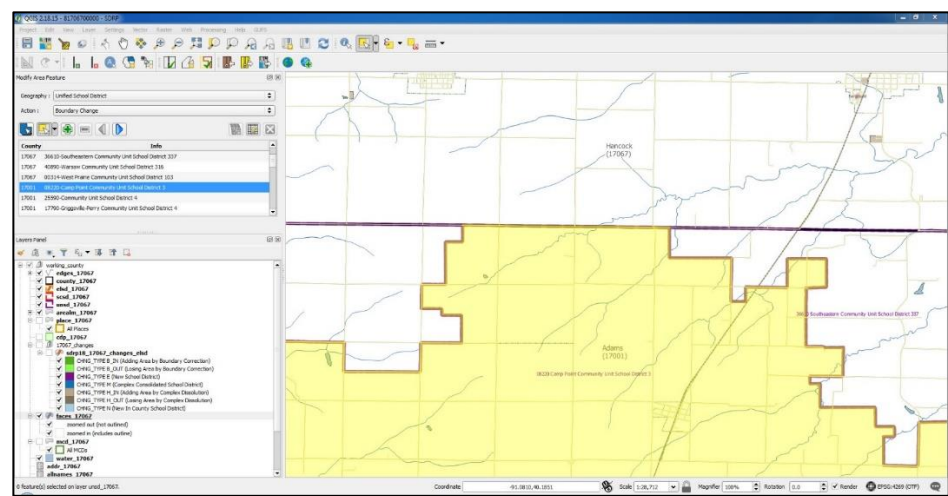 QGIS 2.18.15 - 81706700000 - SDRP
Project Edit View Layer Settings Vector Raster Web Processing Help GUPS
Modify Area Feature
Geography : Unified School District
Action : Boundary Change
County Info
17067 36610-Southeastern Community Unit School District 337
17067 40890-Warsaw Community Unit School District 316
17067 00314-West Prairie Community Unit School District 103
17001 08220-Camp Point Community Unit School District 3
17001 25590-Community Unit School District 4
17001 17790-Griggsville-Perry Community Unit School District 4
Layers Panel
working_county
edges_17067
county_17067
elsd_17067
scsd_17067
unsd_17067
arealm_17067
place_17067
All Places
cdp_17067
17067_changes
sdrp18_17067_changes_elsd
CHNG_TYPE B_IN (Adding Area by Boundary Correction)
CHNG_TYPE B_OUT (Losing Area by Boundary Correction)
CHNG_TYPE E (New School District)
CHNG_TYPE M (Complex Consolidated School District)
CHNG_TYPE H_IN (Adding Area by Complex Dissolution)
CHNG_TYPE H_OUT (Losing Area by Complex Dissolution)
CHNG_TYPE N (New In County School District)
faces_17067
zoomed out (not outlined)
zoomed in (includes outline)
mcd_17067
All MCDs
water_17067
addr_17067
allnames_17067
Hancock
(17067)
Southeastern Community Unit School District 337
Adams
(17001)
08220 Camp Point Community Unit School District 3
0 feature(s) selected on layer unsd_17067.
Coordinate -91.0810,40.1851 Scale 1:28,712 Magnifier 100% Rotation 0.0 Render EPSG:4269 (OTF)